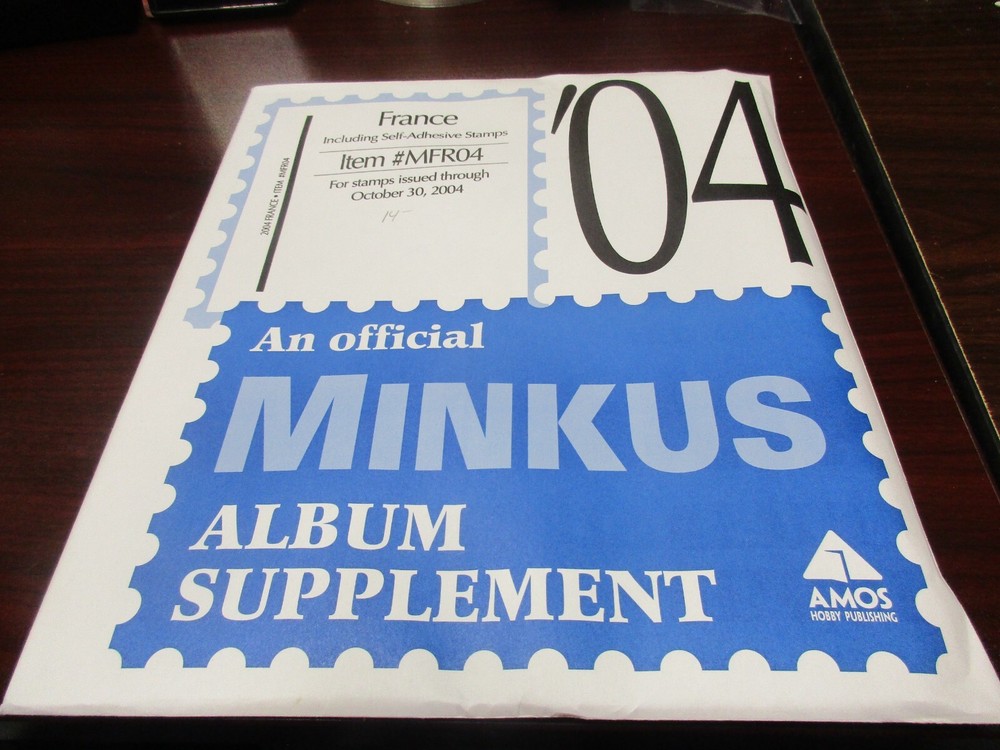 France
Including Self-Adhesive Stamps
Item #MFR04
For stamps issued through
October 30, 2004
14-
2004 FRANCE • ITEM #MFR04
'04
An official
MINKUS
ALBUM
SUPPLEMENT
AMOS
HOBBY PUBLISHING